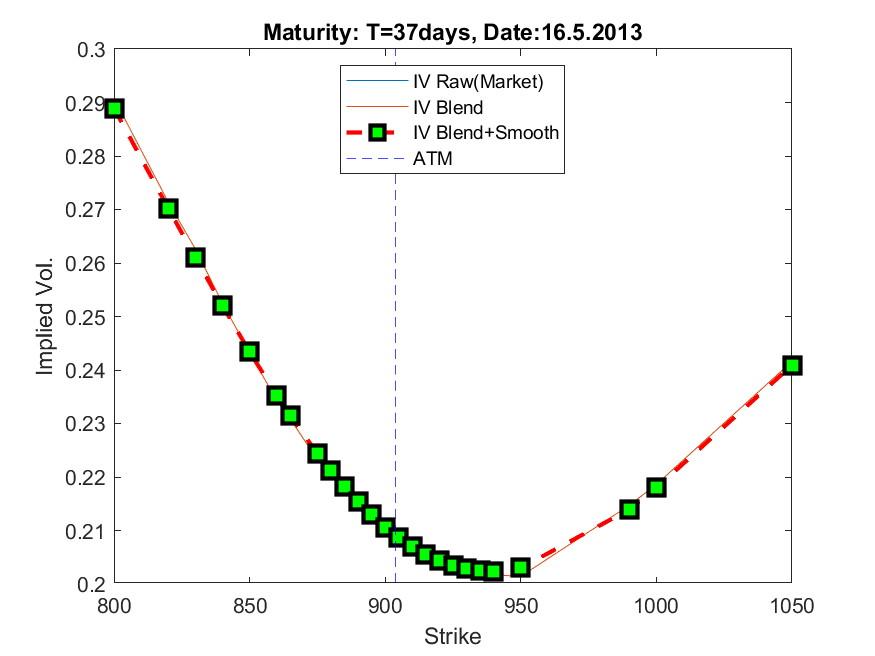 Maturity: T=37days, Date:16.5.2013
0.3
0.29
0.28
0.27
0.26
0.25
0.24
0.23
0.22
0.21
0.2
Implied Vol.
IV Raw(Market)
IV Blend
IV Blend+Smooth
ATM
800
850
900
950
1000
1050
Strike